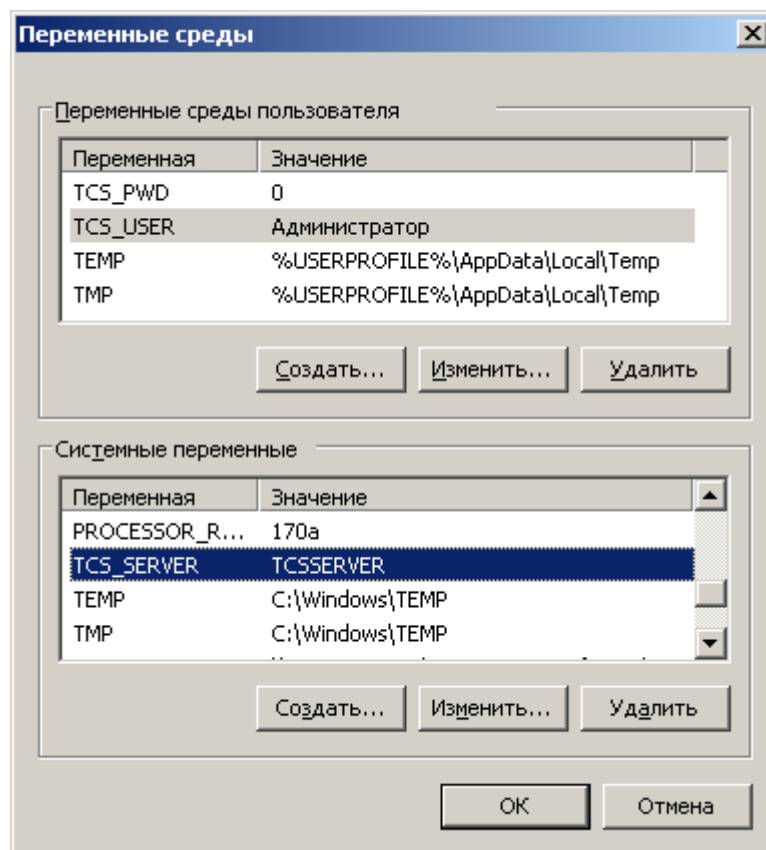 Переменные среды
Переменные среды пользователя
Переменная Значение
TCS_PWD 0
TCS_USER Администратор
TEMP %USERPROFILE%\AppData\Local\Temp
TMP %USERPROFILE%\AppData\Local\Temp
Создать... Изменить... Удалить
Системные переменные
Переменная Значение
PROCESSOR_R... 170a
TCS_SERVER TCSSERVER
TEMP C:\Windows\TEMP
TMP C:\Windows\TEMP
Создать... Изменить... Удалить
OK Отмена